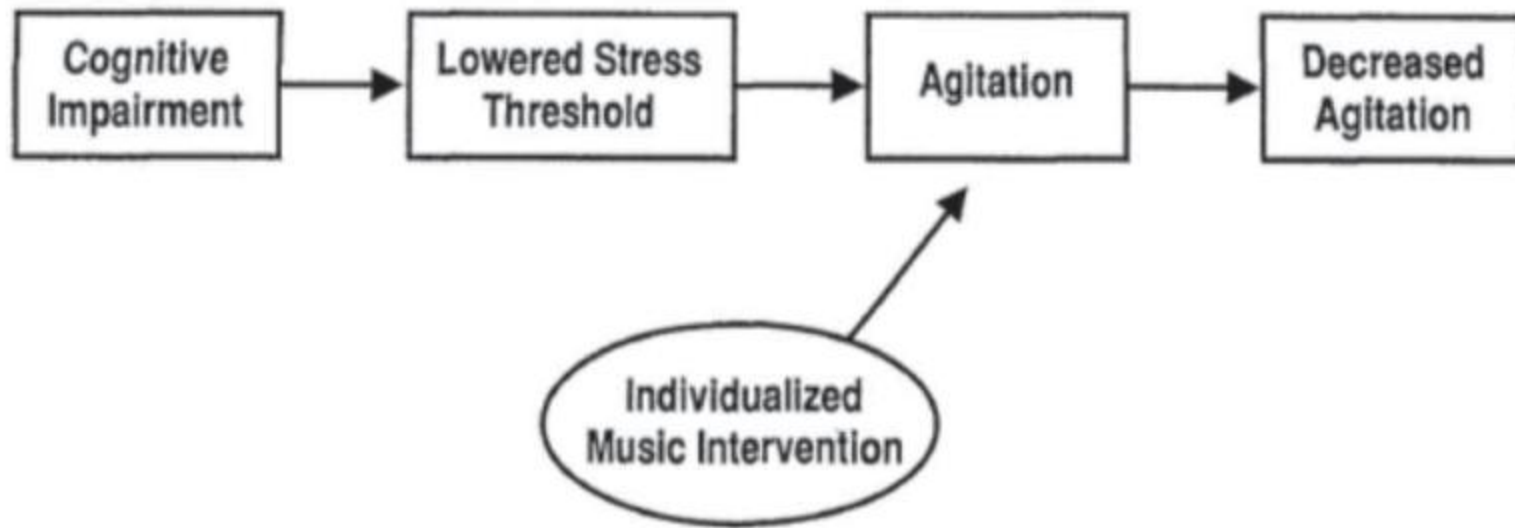 Cognitive
Impairment
Lowered Stress
Threshold
Agitation
Decreased
Agitation
Individualized
Music Intervention